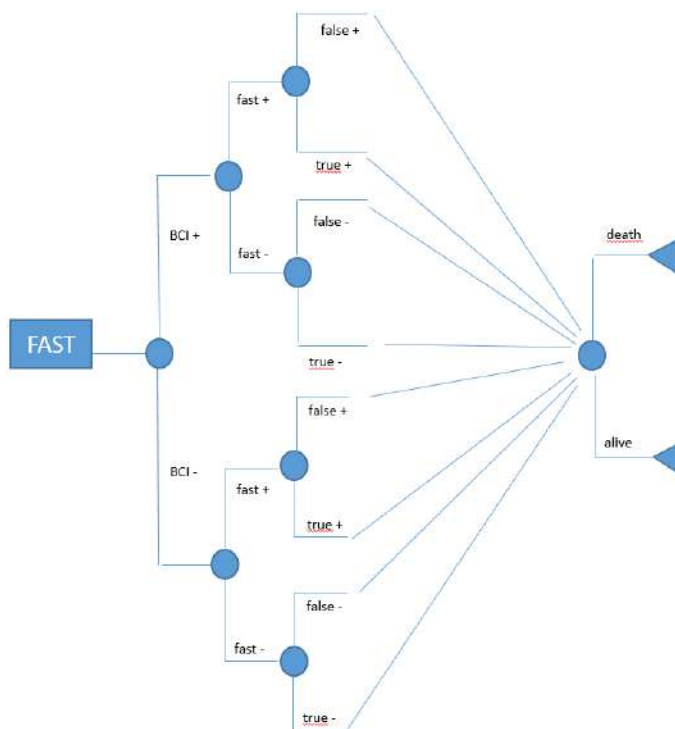 false +
fast +
true +
false -
death
BCI +
fast -
FAST
true -
false +
alive
BCI -
fast +
true +
false -
fast -
true -